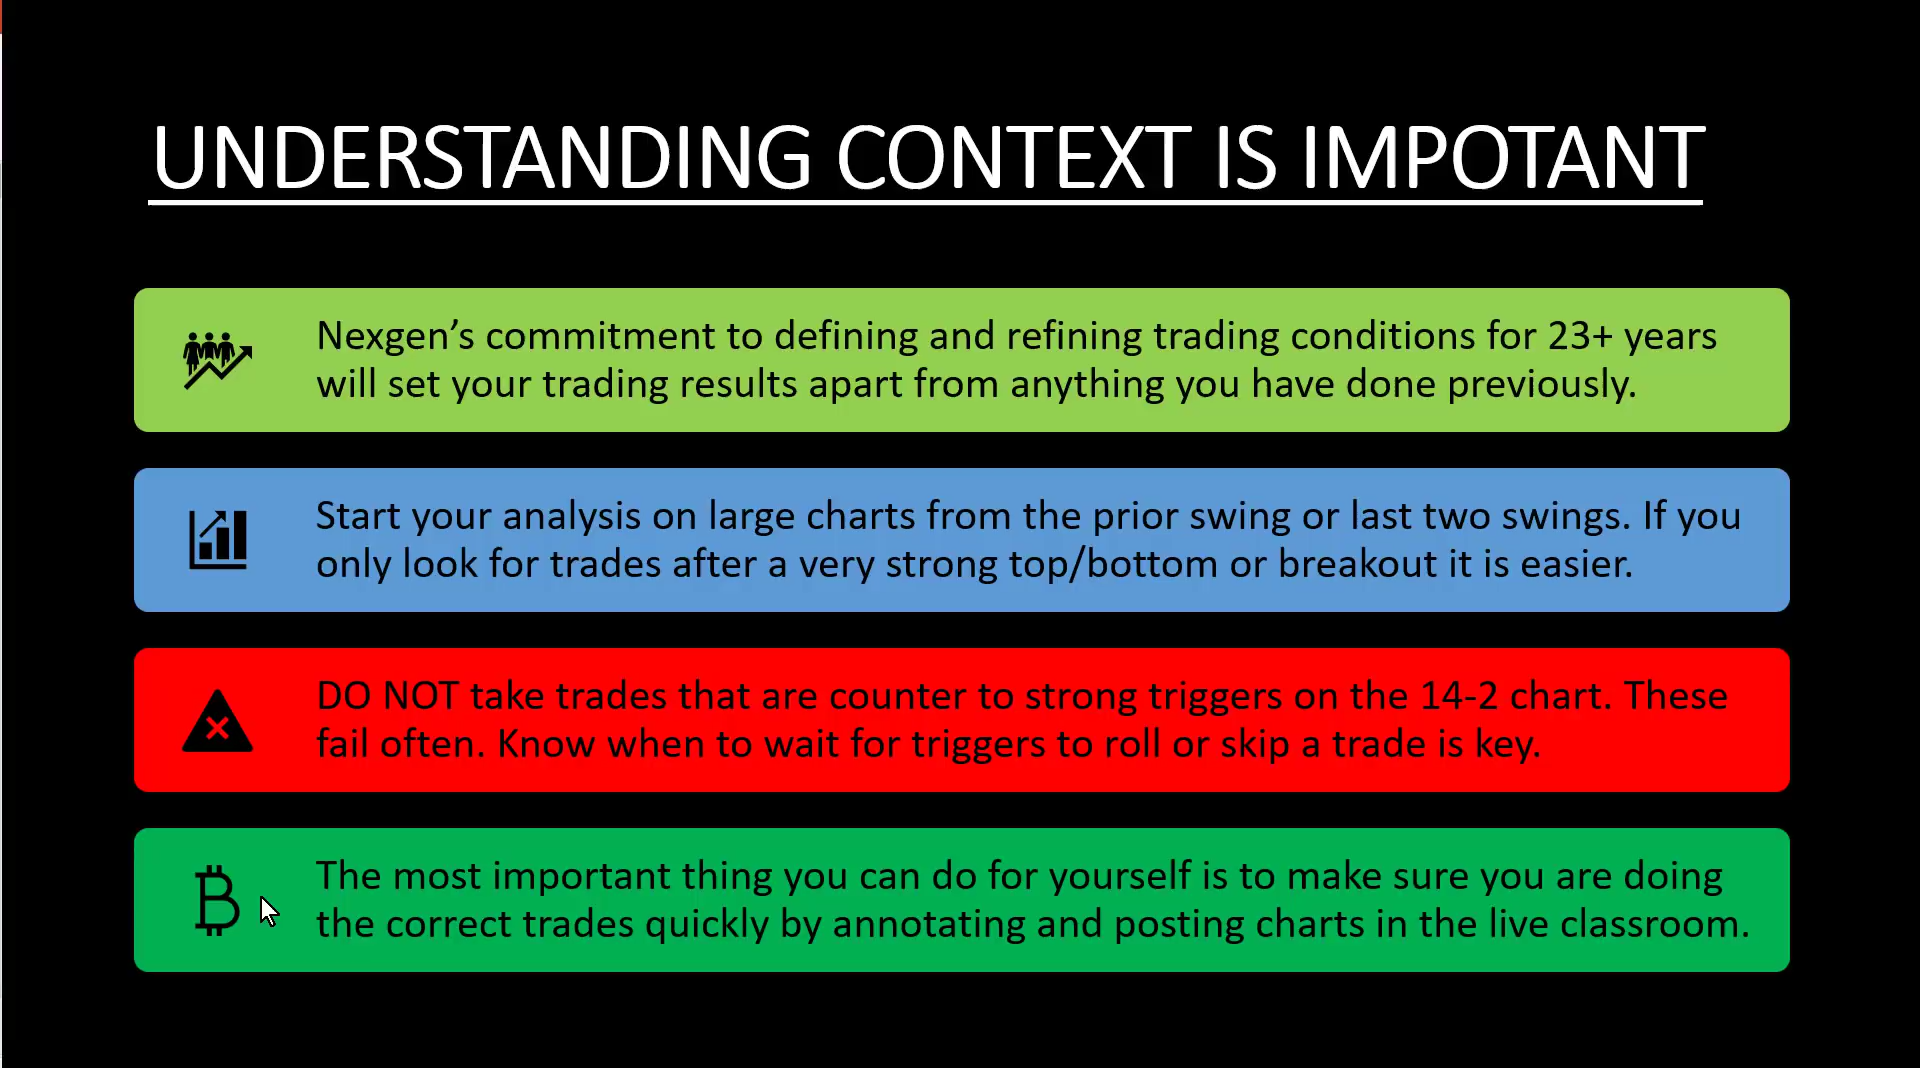 UNDERSTANDING CONTEXT IS IMPOTANT
Nexgen’s commitment to defining and refining trading conditions for 23+ years
will set your trading results apart from anything you have done previously.
Start your analysis on large charts from the prior swing or last two swings. If you
only look for trades after a very strong top/bottom or breakout it is easier.
DO NOT take trades that are counter to strong triggers on the 14-2 chart. These
fail often. Know when to wait for triggers to roll or skip a trade is key.
The most important thing you can do for yourself is to make sure you are doing
the correct trades quickly by annotating and posting charts in the live classroom.